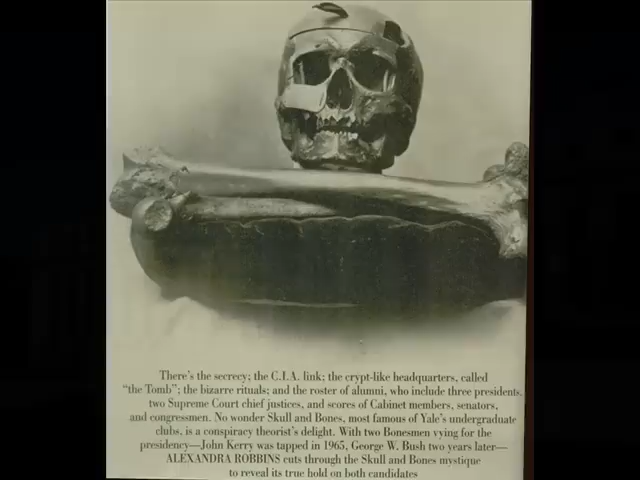 There's the secrecy; the C.I.A. link; the crypt-like headquarters, called
"the Tomb"; the bizarre rituals; and the roster of alumni, who include three presidents,
two Supreme Court chief justices, and scores of Cabinet members, senators,
and congressmen. No wonder Skull and Bones, most famous of Yale's undergraduate
clubs, is a conspiracy theorist's delight. With two Bonesmen vying for the
presidency—John Kerry was tapped in 1965, George W. Bush two years later—
ALEXANDRA ROBBINS cuts through the Skull and Bones mystique
to reveal its true hold on both candidates